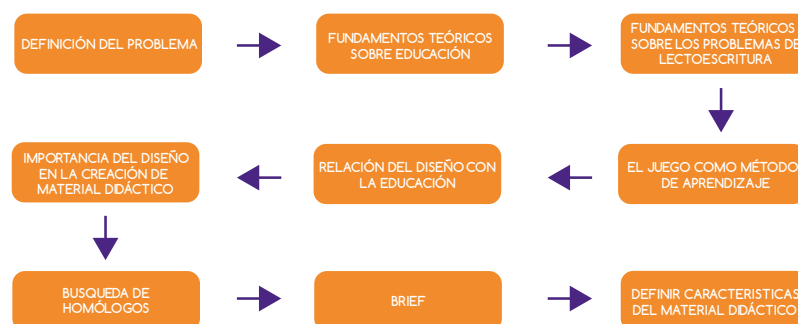 DEFINICIÓN DEL PROBLEMA
FUNDAMENTOS TEÓRICOS
SOBRE EDUCACIÓN
FUNDAMENTOS TEÓRICOS
SOBRE LOS PROBLEMAS DE
LECTOESCRITURA
EL JUEGO COMO MÉTODO
DE APRENDIZAJE
RELACIÓN DEL DISEÑO CON
LA EDUCACIÓN
IMPORTANCIA DEL DISEÑO
EN LA CREACIÓN DE
MATERIAL DIDÁCTICO
BUSQUEDA DE
HOMÓLOGOS
BRIEF
DEFINIR CARACTERISTICAS
DEL MATERIAL DIDÁCTICO